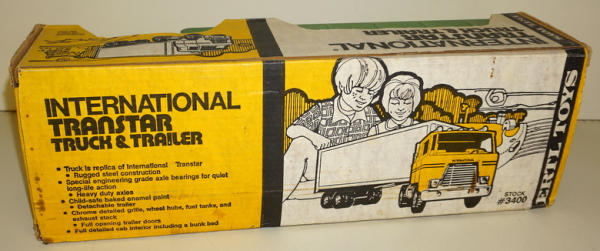 INTERNATIONAL
TRANSTAR
TRUCK & TRAILER
• Truck is replica of International Transtar
• Rugged steel construction
• Special engineering grade axle bearings for quiet
long-life action
• Heavy duty axles
• Child-safe baked enamel paint
• Detachable trailer
• Chrome detailed grille, wheel hubs, fuel tanks, and
exhaust stack
• Full opening trailer doors
• Full detailed cab interior including a bunk bed
INTERNATIONAL
STOCK
#3400
ERTL TOYS
INTERNATIONAL